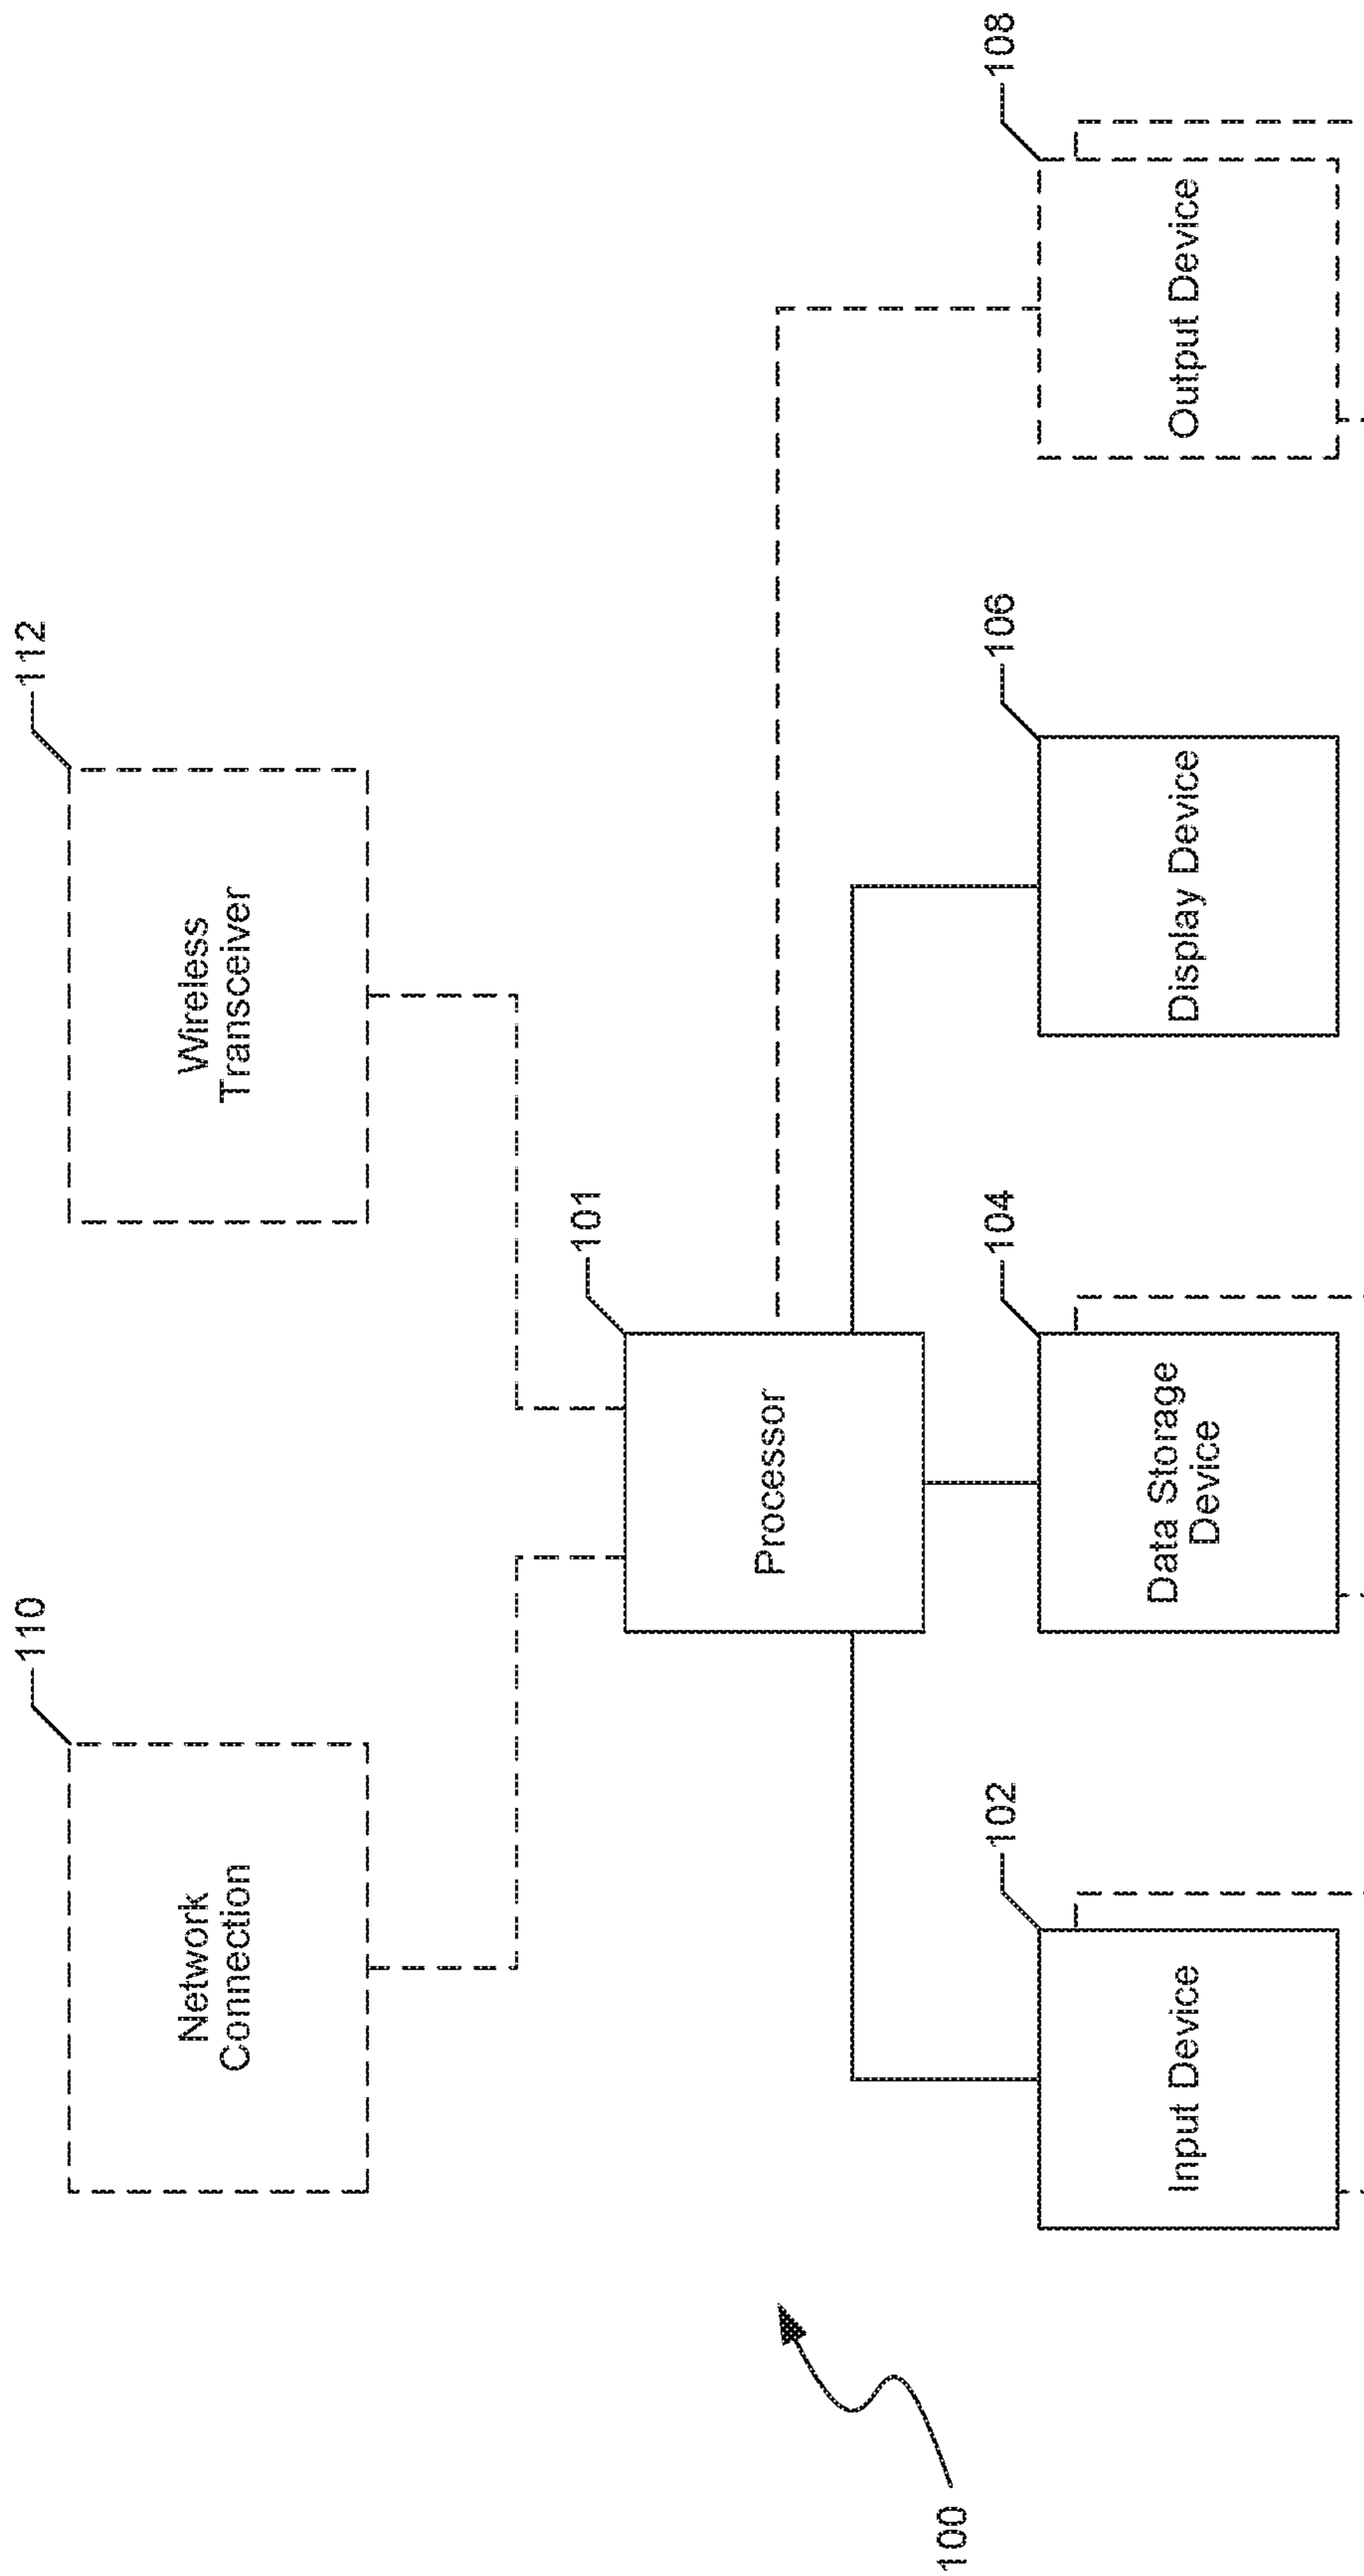 110
112
Network
Connection
Wireless
Transceiver
101
Processor
102
104
106
108
Input Device
Data Storage
Device
Display Device
Output Device
100